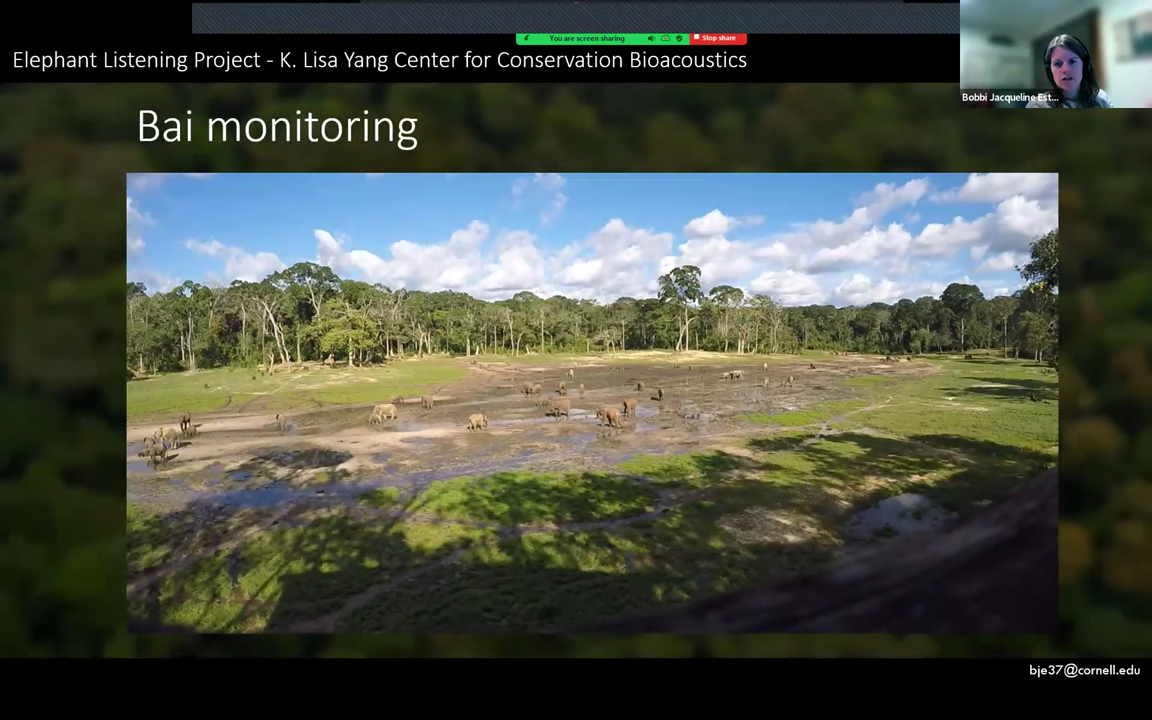 You are screen sharing
Stop share
Elephant Listening Project - K. Lisa Yang Center for Conservation Bioacoustics
Bobbi Jacqueline Est...
Bai monitoring
bje37@cornell.edu